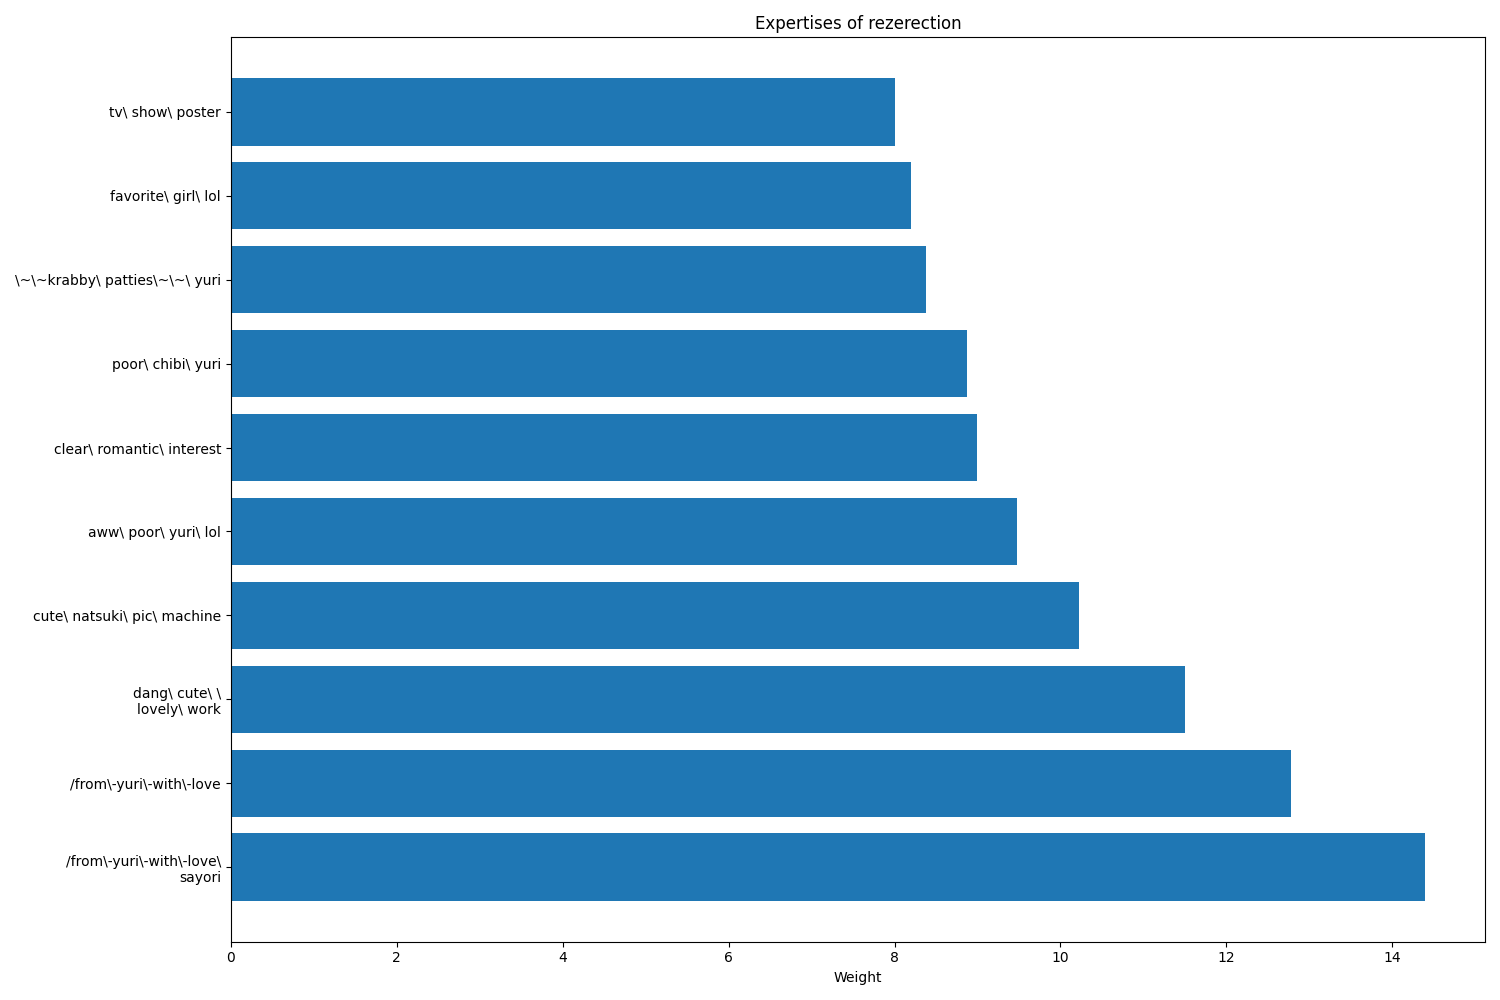 Expertises of rezerection
tv\ show\ poster
favorite\ girl\ lol
\~\~krabby\ patties\~\~\ yuri
poor\ chibi\ yuri
clear\ romantic\ interest
aww\ poor\ yuri\ lol
cute\ natsuki\ pic\ machine
dang\ cute\ \
lovely\ work
/from\-yuri\-with\-love
/from\-yuri\-with\-love\
sayori
0 2 4 6 8 10 12 14
Weight